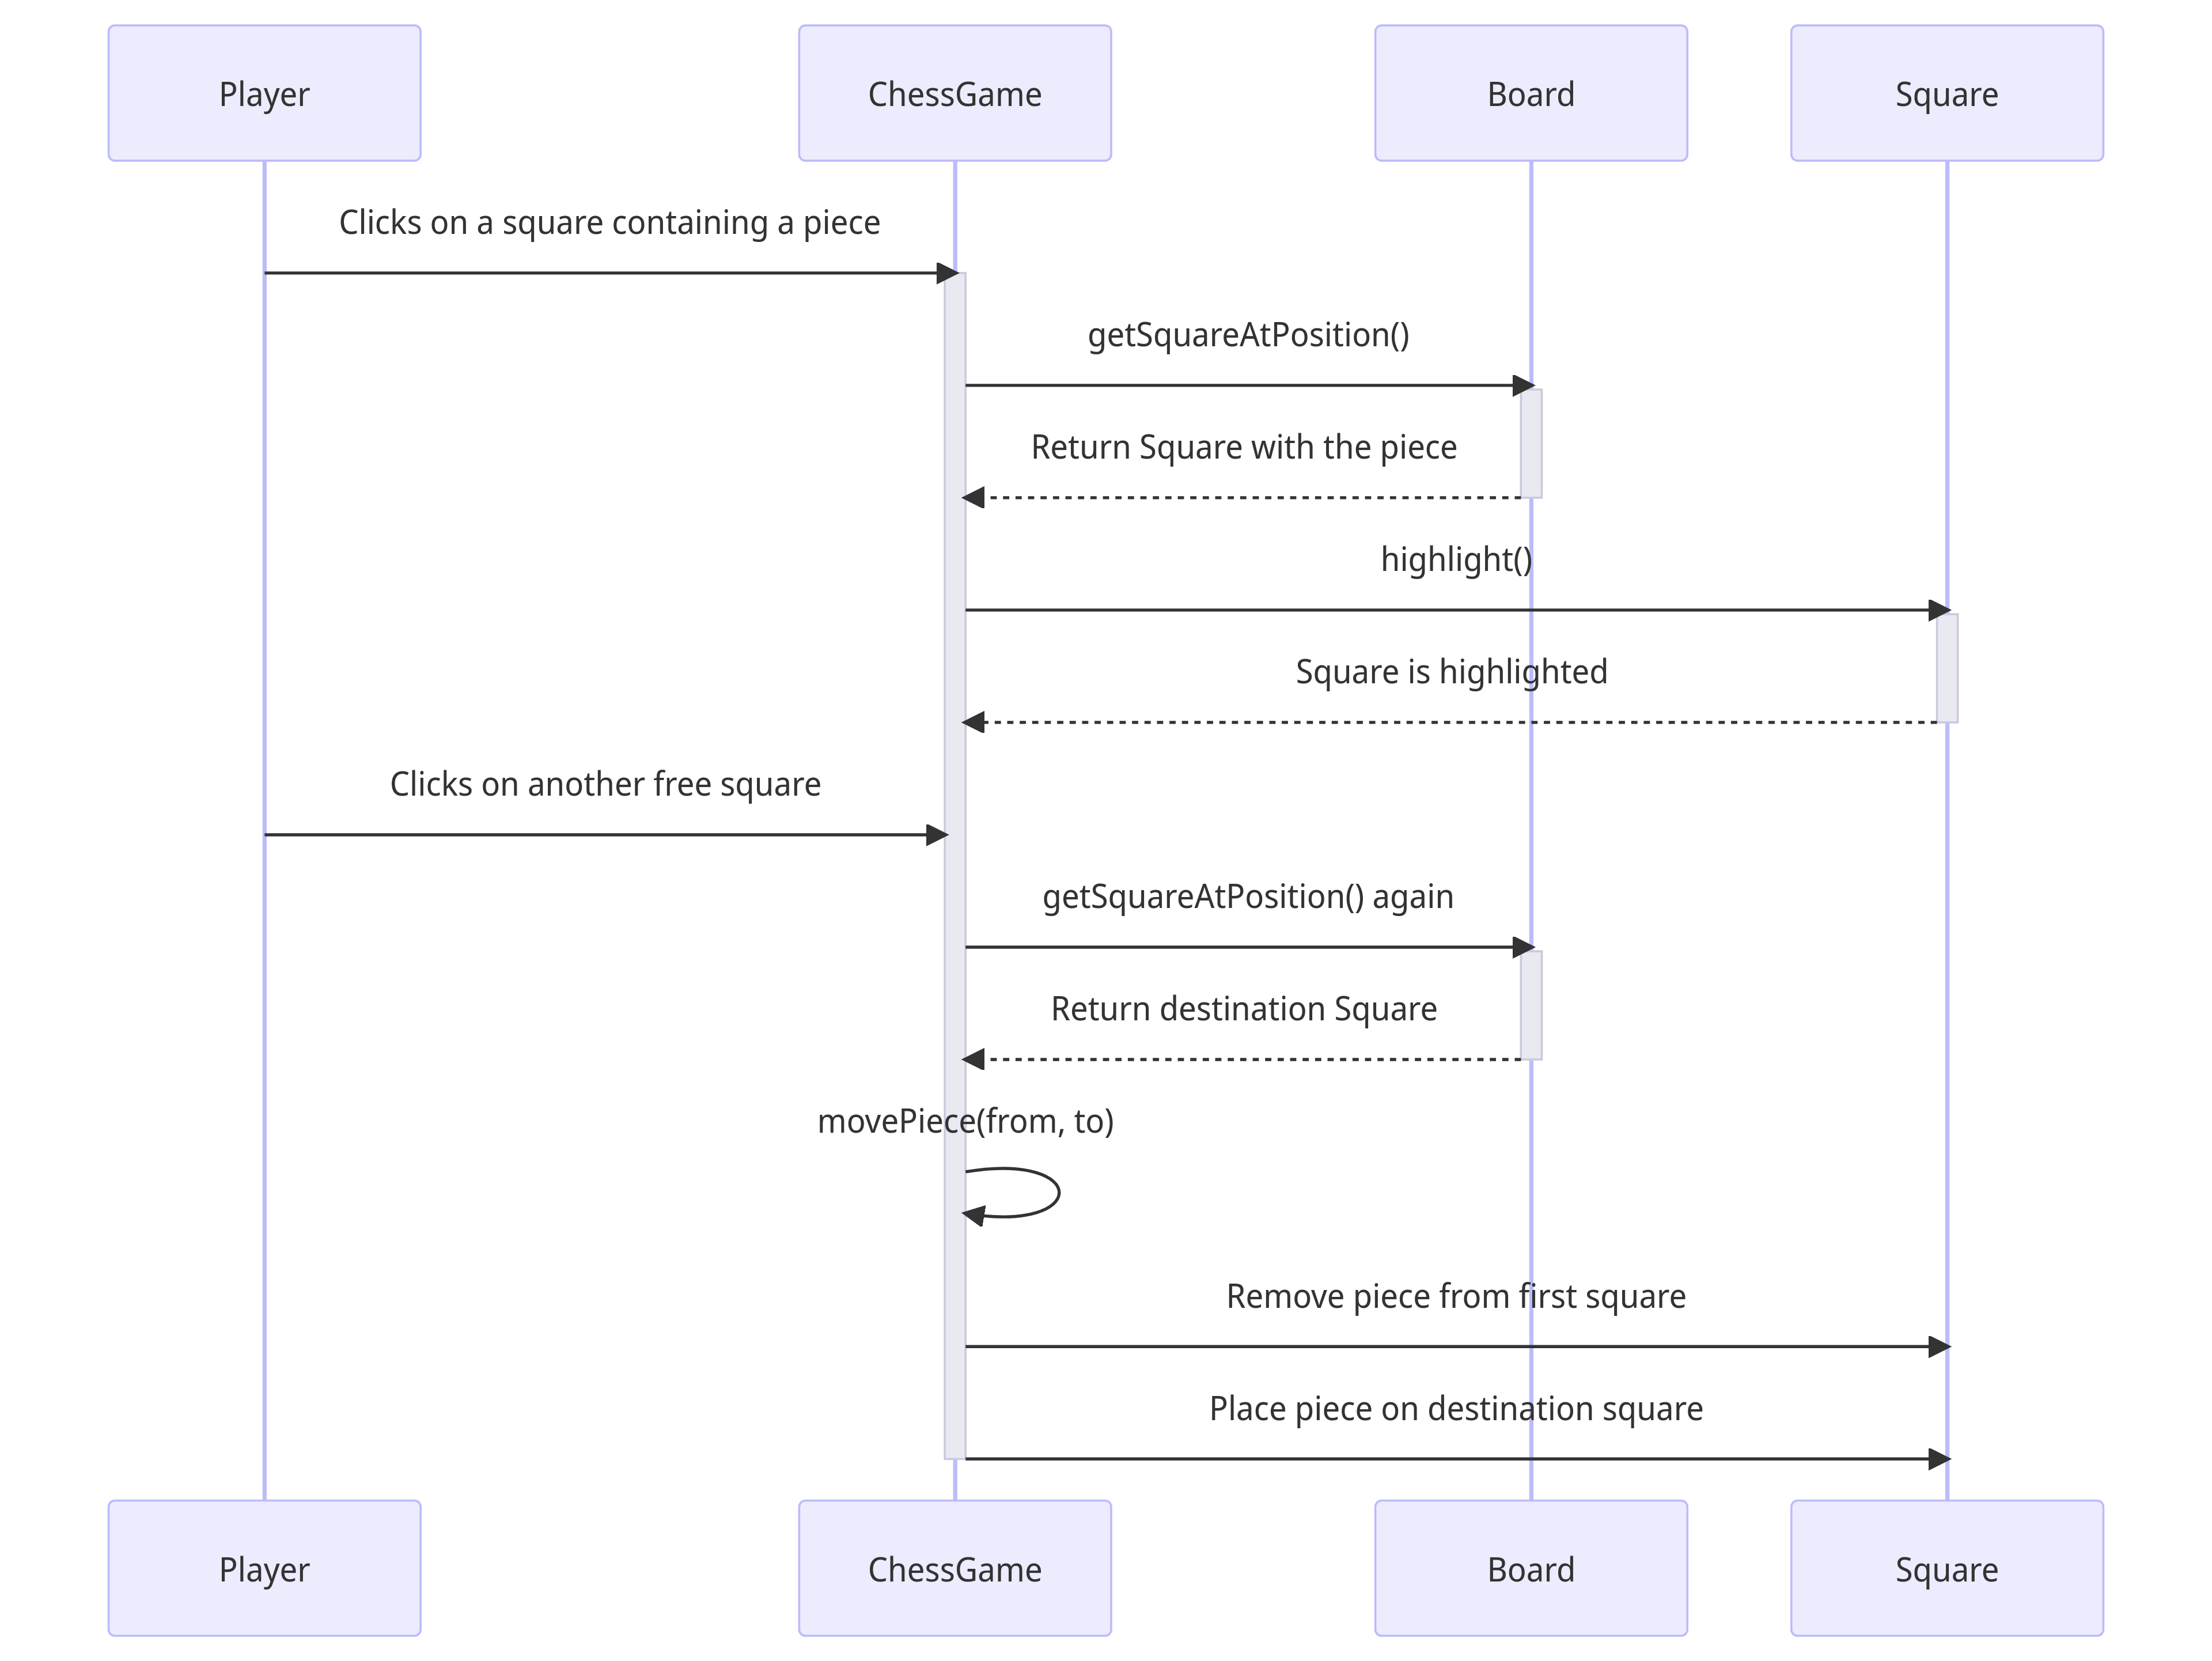 Player
ChessGame
Board
Square
Clicks on a square containing a piece
getSquareAtPosition()
Return Square with the piece
highlight()
Square is highlighted
Clicks on another free square
getSquareAtPosition() again
Return destination Square
movePiece(from, to)
Remove piece from first square
Place piece on destination square
Player
ChessGame
Board
Square